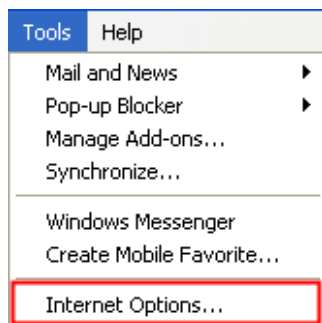 Tools Help
Mail and News
Pop-up Blocker
Manage Add-ons...
Synchronize...
Windows Messenger
Create Mobile Favorite...
Internet Options...